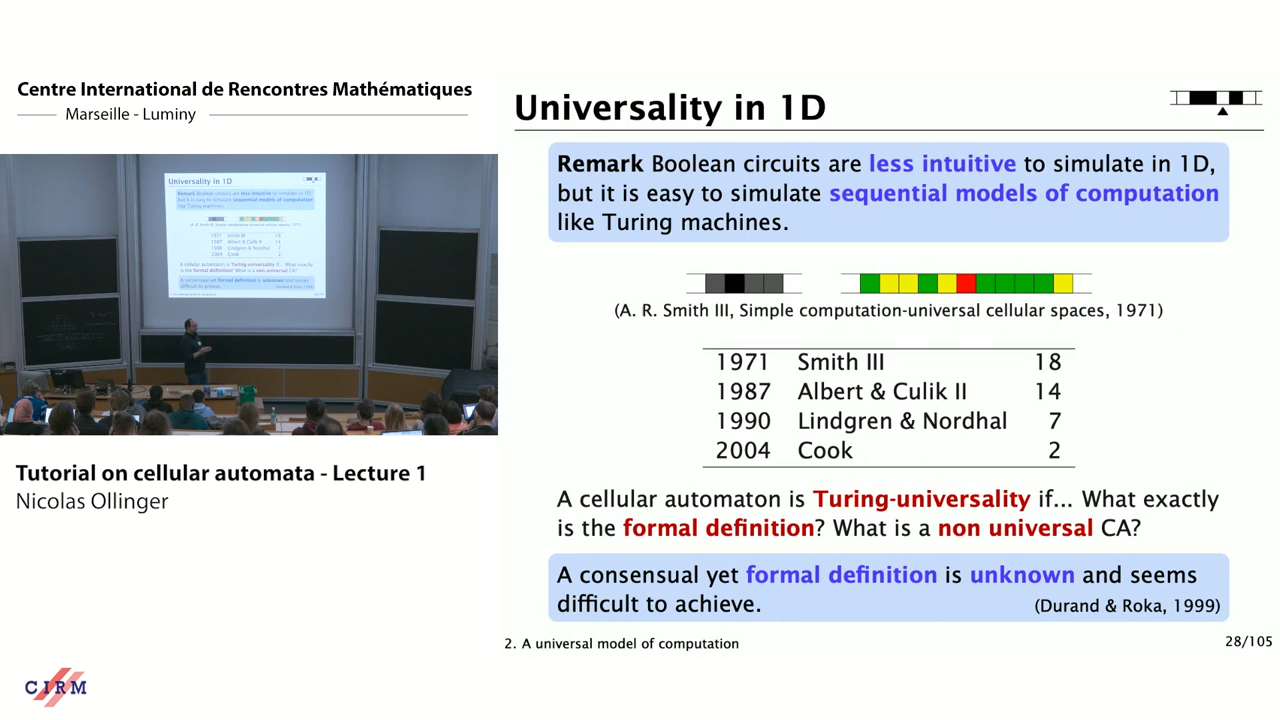 Centre International de Rencontres Mathématiques
Marseille - Luminy
Universality in 1D
Remark Boolean circuits are less intuitive to simulate in 1D,
but it is easy to simulate sequential models of computation
like Turing machines.
(A. R. Smith III, Simple computation-universal cellular spaces, 1971)
1971 Smith III 18
1987 Albert & Culik II 14
1990 Lindgren & Nordhal 7
2004 Cook 2
A cellular automaton is Turing-universality if... What exactly
is the formal definition? What is a non universal CA?
A consensual yet formal definition is unknown and seems
difficult to achieve. (Durand & Roka, 1999)
2. A universal model of computation 28/105
Tutorial on cellular automata - Lecture 1
Nicolas Ollinger
CIRM